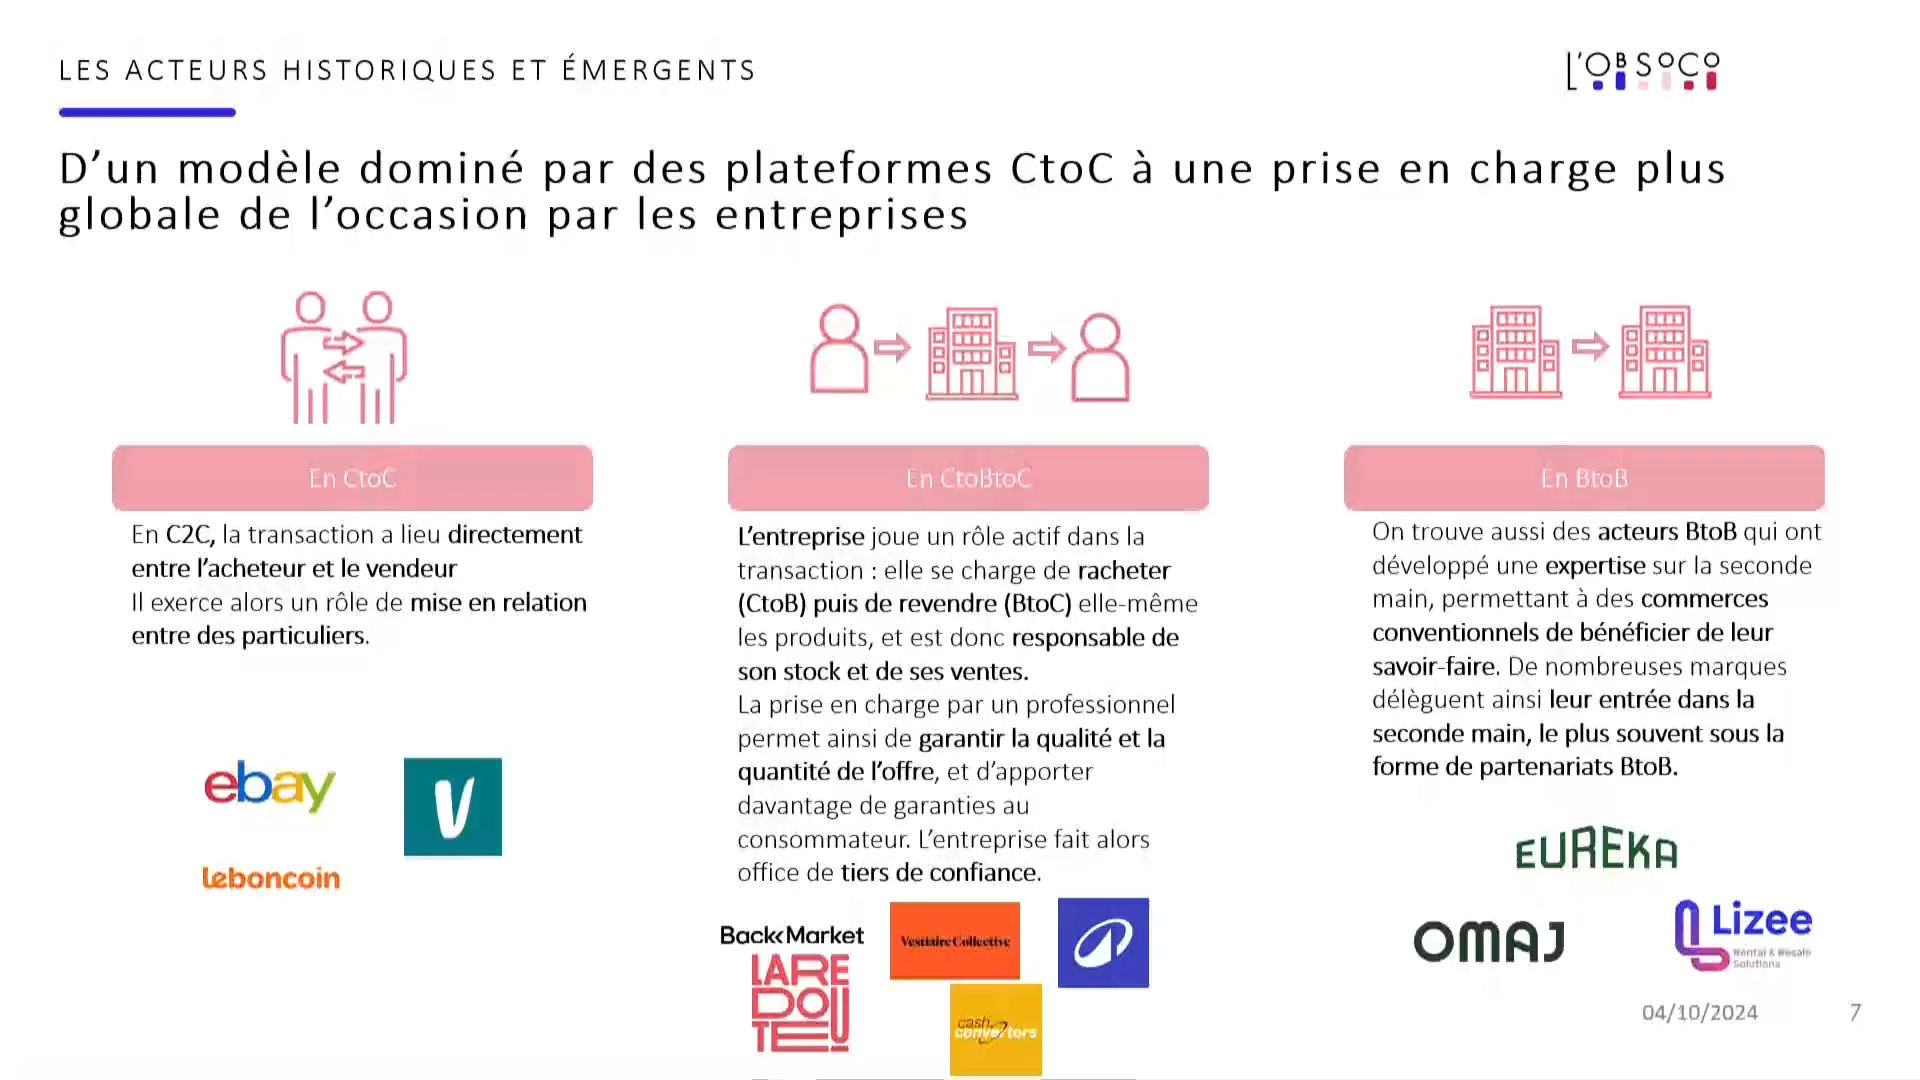 LES ACTEURS HISTORIQUES ET ÉMERGENTS
L'OBSOCO
D’un modèle dominé par des plateformes CtoC à une prise en charge plus
globale de l’occasion par les entreprises
En CtoC
En C2C, la transaction a lieu directement
entre l’acheteur et le vendeur
Il exerce alors un rôle de mise en relation
entre des particuliers.
ebay
V
leboncoin
En CtoBtoC
L’entreprise joue un rôle actif dans la
transaction : elle se charge de racheter
(CtoB) puis de revendre (BtoC) elle-même
les produits, et est donc responsable de
son stock et de ses ventes.
La prise en charge par un professionnel
permet ainsi de garantir la qualité et la
quantité de l’offre, et d’apporter
davantage de garanties au
consommateur. L’entreprise fait alors
office de tiers de confiance.
Back Market
Vestiaire Collective
LA REDOUTE
cash
converters
En BtoB
On trouve aussi des acteurs BtoB qui ont
développé une expertise sur la seconde
main, permettant à des commerces
conventionnels de bénéficier de leur
savoir-faire. De nombreuses marques
délèguent ainsi leur entrée dans la
seconde main, le plus souvent sous la
forme de partenariats BtoB.
EUREKA
OMAJ
Lizee
Rental & Resale
Solutions
04/10/2024
7